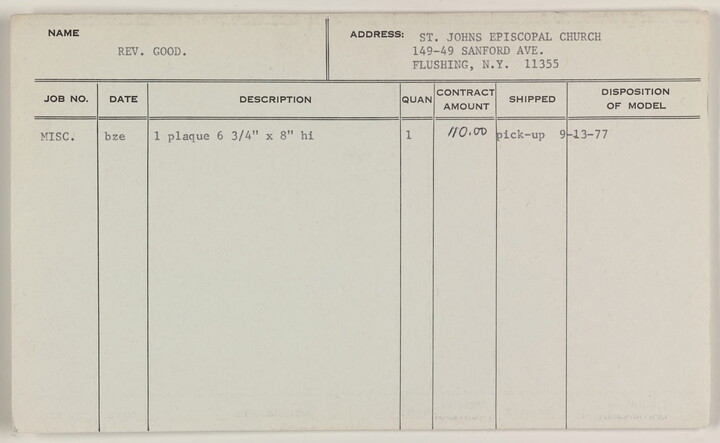 NAME
REV. GOOD.
ADDRESS: ST. JOHNS EPISCOPAL CHURCH
149-49 SANFORD AVE.
FLUSHING, N.Y. 11355
JOB NO. DATE DESCRIPTION QUAN CONTRACT AMOUNT SHIPPED DISPOSITION OF MODEL
MISC. bze 1 plaque 6 3/4" x 8" hi 1 110.00 pick-up 9-13-77